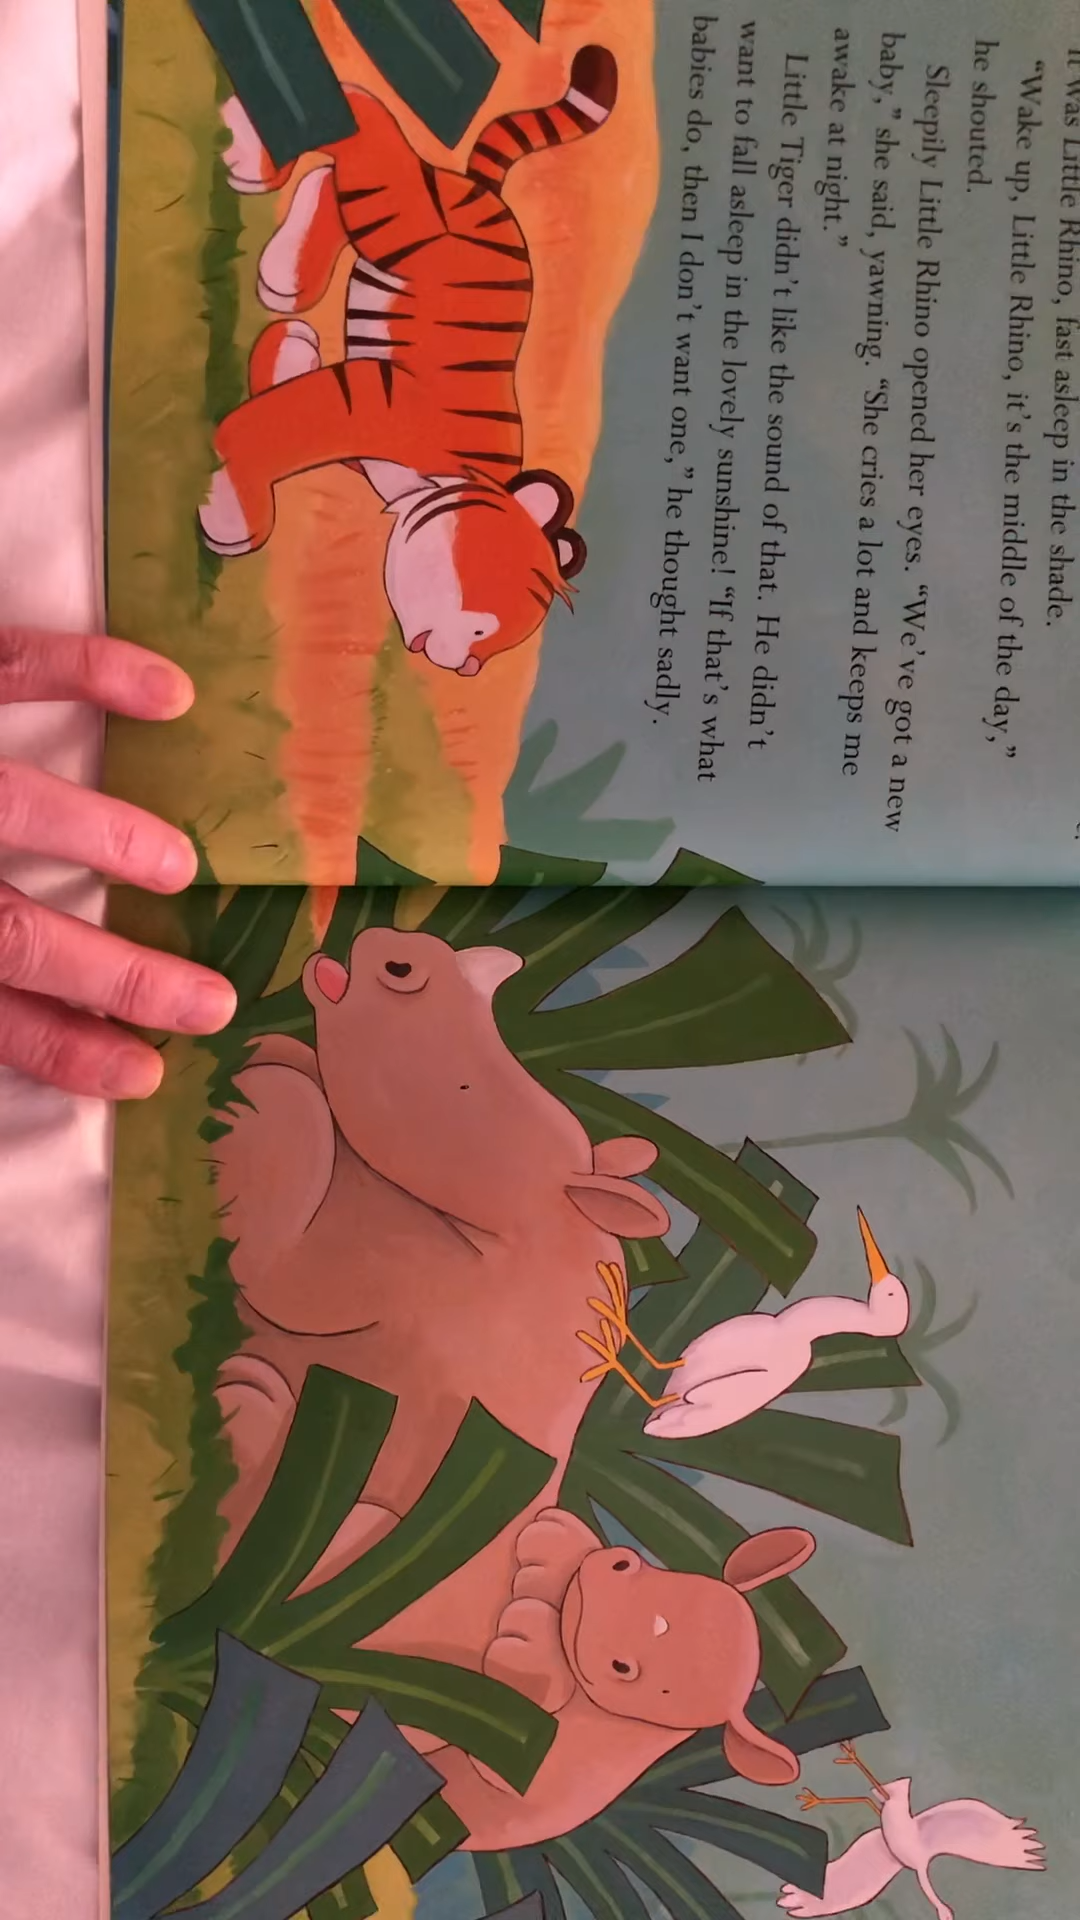 Was Little Rhino, fast asleep in the shade.
“Wake up, Little Rhino, it’s the middle of the day,”
he shouted.
Sleepily Little Rhino opened her eyes. “We’ve got a new
baby,” she said, yawning. “She cries a lot and keeps me
awake at night.”
Little Tiger didn’t like the sound of that. He didn’t
want to fall asleep in the lovely sunshine! “If that’s what
babies do, then I don’t want one,” he thought sadly.